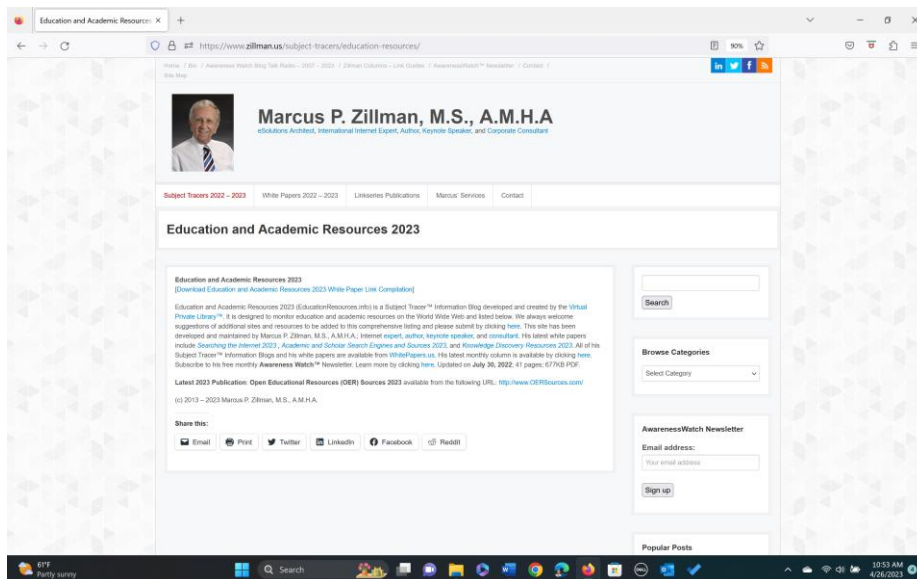 Education and Academic Resources
https://www.zillman.us/subject-tracers/education-resources/
90%
Home / Bio / Awareness Watch Blog Talk Radio – 2007 – 2021 / Zillman Columns – Link Guides / AwarenessWatch™ Newsletter / Contact /
Site Map
Marcus P. Zillman, M.S., A.M.H.A
eSolutions Architect, International Internet Expert, Author, Keynote Speaker, and Corporate Consultant
Subject Tracers 2022 – 2023
White Papers 2022 – 2023
Linkseries Publications
Marcus' Services
Contact
Education and Academic Resources 2023
Education and Academic Resources 2023
[Download Education and Academic Resources 2023 White Paper Link Compilation]
Education and Academic Resources 2023 (EducationResources.info) is a Subject Tracer™ Information Blog developed and created by the Virtual
Private Library™. It is designed to monitor education and academic resources on the World Wide Web and listed below. We always welcome
suggestions of additional sites and resources to be added to this comprehensive listing and please submit by clicking here. This site has been
developed and maintained by Marcus P. Zillman, M.S., A.M.H.A.; Internet expert, author, keynote speaker, and consultant. His latest white papers
include Searching the Internet 2023, Academic and Scholar Search Engines and Sources 2023, and Knowledge Discovery Resources 2023. All of his
Subject Tracer™ Information Blogs and his white papers are available from WhitePapers.us. His latest monthly column is available by clicking here.
Subscribe to his free monthly Awareness Watch™ Newsletter. Learn more by clicking here. Updated on July 30, 2022; 41 pages; 677KB PDF.
Latest 2023 Publication: Open Educational Resources (OER) Sources 2023 available from the following URL: http://www.OERSources.com/
(c) 2013 – 2023 Marcus P. Zillman, M.S., A.M.H.A.
Share this:
Email
Print
Twitter
LinkedIn
Facebook
Reddit
Search
Browse Categories
Select Category
AwarenessWatch Newsletter
Email address:
Your email address
Sign up
Popular Posts
61°F
Partly sunny
Search
10:53 AM
4/26/2023